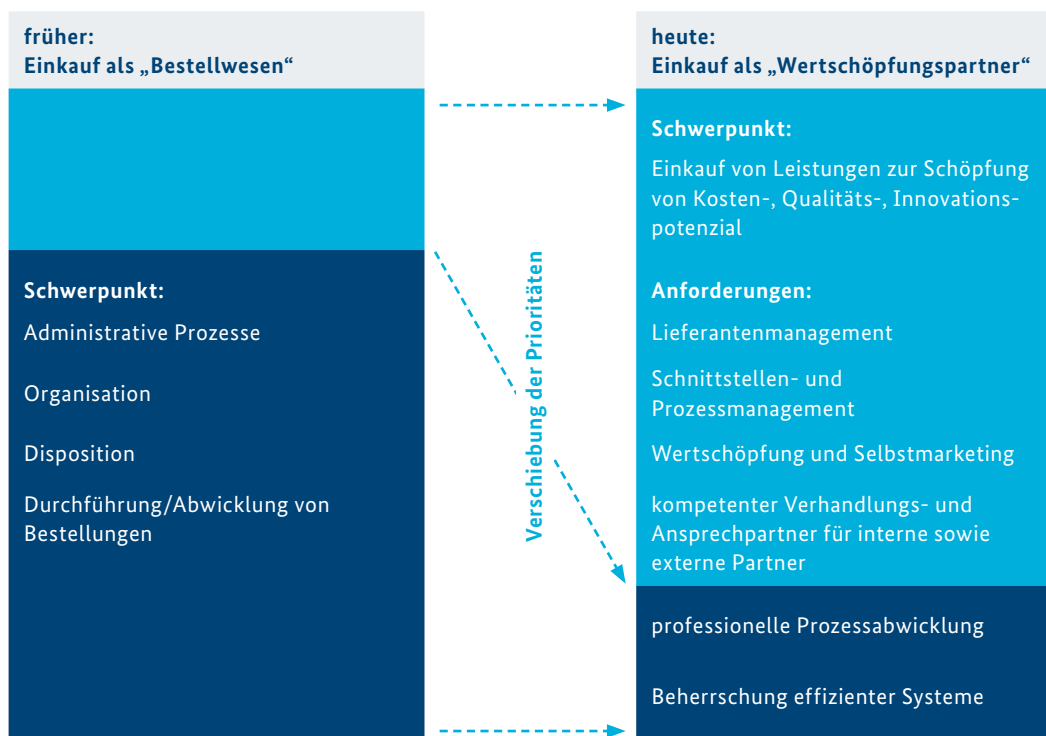 früher:
Einkauf als „Bestellwesen“
Schwerpunkt:
Administrative Prozesse
Organisation
Disposition
Durchführung/Abwicklung von
Bestellungen
Verschiebung der Prioritäten
heute:
Einkauf als „Wertschöpfungspartner“
Schwerpunkt:
Einkauf von Leistungen zur Schöpfung
von Kosten-, Qualitäts-, Innovations-
potenzial
Anforderungen:
Lieferantenmanagement
Schnittstellen- und
Prozessmanagement
Wertschöpfung und Selbstmarketing
kompetenter Verhandlungs- und
Ansprechpartner für interne sowie
externe Partner
professionelle Prozessabwicklung
Beherrschung effizienter Systeme